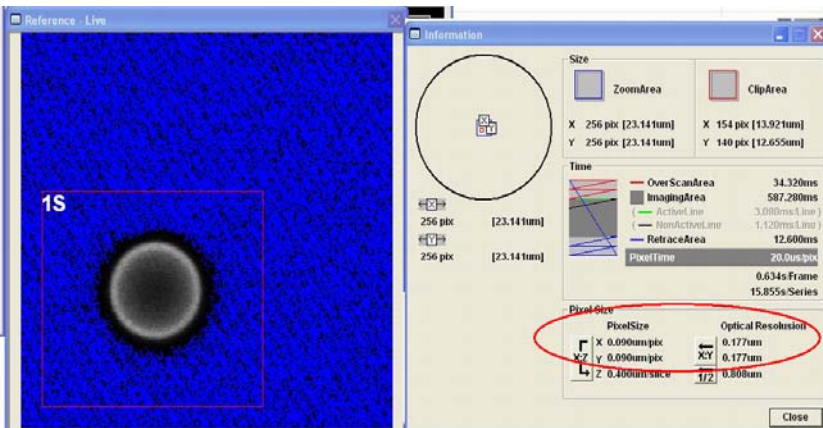 Reference - Live
1S
Information
Size
ZoomArea
ClipArea
X 256 pix [23.141um]
X 154 pix [13.921um]
Y 256 pix [23.141um]
Y 140 pix [12.655um]
X
Y
X
256 pix [23.141um]
Y
256 pix [23.141um]
Time
OverScanArea 34.320ms
ImagingArea 587.280ms
( ActiveLine 3.080ms/Line )
( NonActiveLine 1.120ms/Line )
RetraceArea 12.600ms
PixelTime 20.0us/pix
0.634s/Frame
15.855s/Series
Pixel Size
PixelSize
Optical Resolusion
X:Z
X 0.090um/pix
X:Y
0.177um
Y 0.090um/pix
0.177um
Z 0.400um/slice
1/2
0.808um
Close